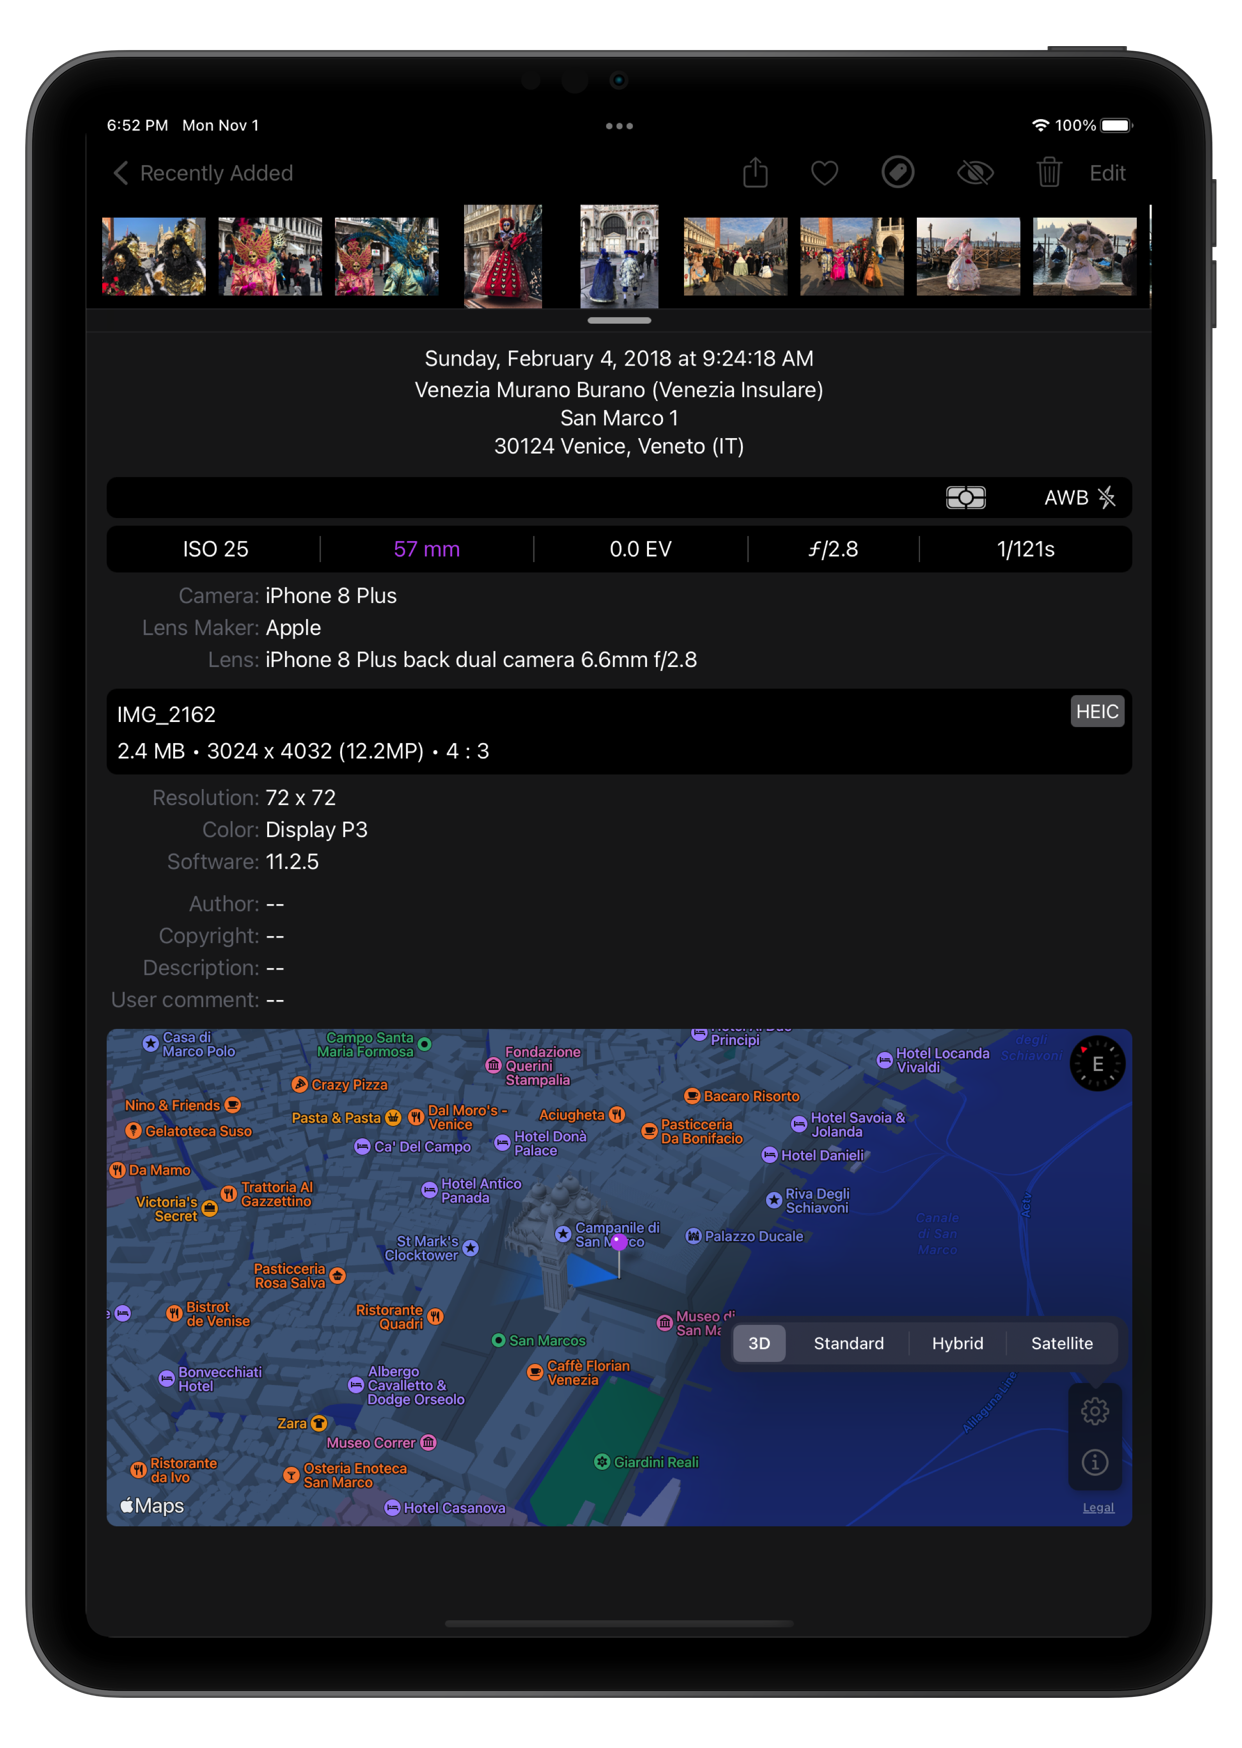 6:52 PM Mon Nov 1
100%
Recently Added
Edit
Sunday, February 4, 2018 at 9:24:18 AM
Venezia Murano Burano (Venezia Insulare)
San Marco 1
30124 Venice, Veneto (IT)
AWB
ISO 25
57 mm
0.0 EV
ƒ/2.8
1/121s
Camera: iPhone 8 Plus
Lens Maker: Apple
Lens: iPhone 8 Plus back dual camera 6.6mm f/2.8
IMG_2162
HEIC
2.4 MB • 3024 x 4032 (12.2MP) • 4 : 3
Resolution: 72 x 72
Color: Display P3
Software: 11.2.5
Author: --
Copyright: --
Description: --
User comment: --
Casa di
Marco Polo
Campo Santa
Maria Formosa
Fondazione
Querini
Stampalia
Principi
Hotel Locanda
Vivaldi
degli
Schiavoni
E
Crazy Pizza
Nino & Friends
Gelatoteca Suso
Pasta & Pasta
Dal Moro's -
Venice
Aciugheta
Bacaro Risorto
Pasticceria
Da Bonifacio
Hotel Savoia &
Jolanda
Ca' Del Campo
Hotel Donà
Palace
Hotel Danieli
Da Mamo
Trattoria Al
Gazzettino
Victoria's
Secret
Hotel Antico
Panada
Riva Degli
Schiavoni
Actv
Canale
di San
Marco
St Mark's
Clocktower
Campanile di
San
Palazzo Ducale
Pasticceria
Rosa Salva
Bistrot
de Venise
Ristorante
Quadri
Museo di
San
San Marcos
3D
Standard
Hybrid
Satellite
Bonvecchiati
Hotel
Albergo
Cavalletto &
Dodge Orseolo
Caffè Florian
Venezia
Alilaguna Line
Zara
Museo Correr
Ristorante
da Ivo
Osteria Enoteca
San Marco
Giardini Reali
Maps
Hotel Casanova
Legal